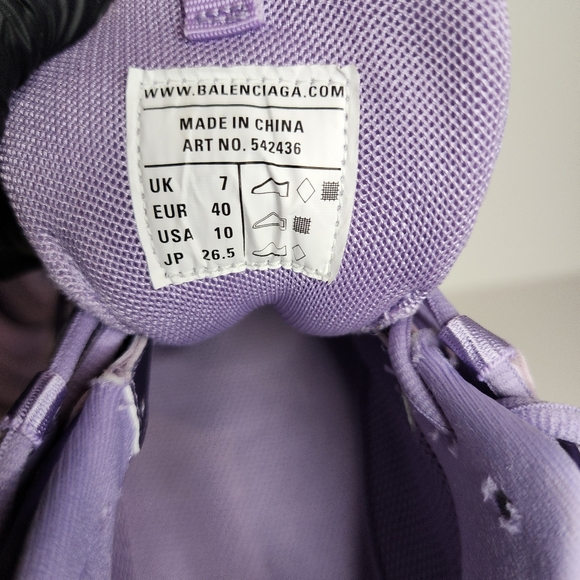 WWW.BALENCIAGA.COM
MADE IN CHINA
ART NO. 542436
UK 7
EUR 40
USA 10
JP 26.5